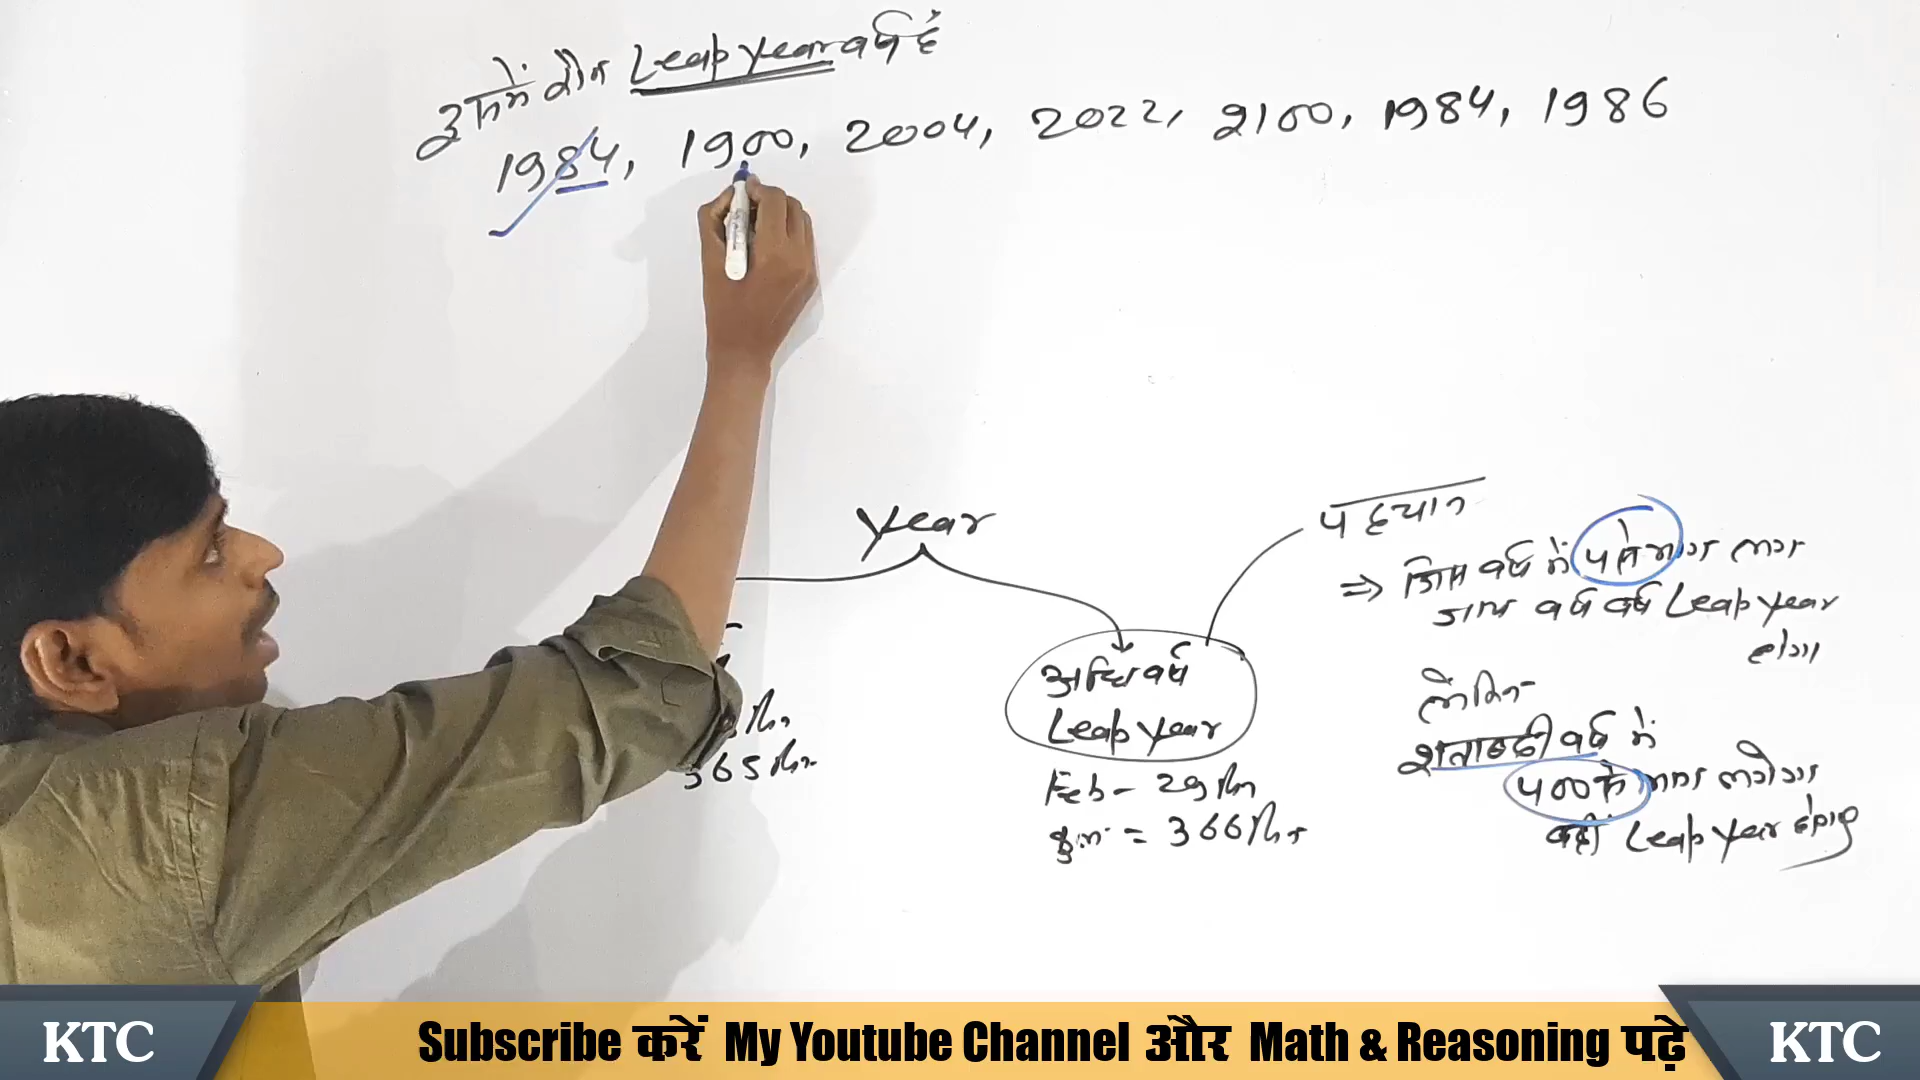 इनमें कौन Leap year वर्ष है
1984, 1900, 2004, 2022, 2100, 1984, 1986
year
पहचान
⇒ जिस वर्ष में 4 से भाग लग
जाए वह वर्ष Leap year
होगा
लेकिन
शताब्दी वर्ष में
400 से भाग लगेगा
वही Leap year होगा
अधिवर्ष
Leap year
Feb - 29 दिन
कुल = 366 दिन
365 दिन
KTC
Subscribe करें My Youtube Channel और Math & Reasoning पढ़े
KTC